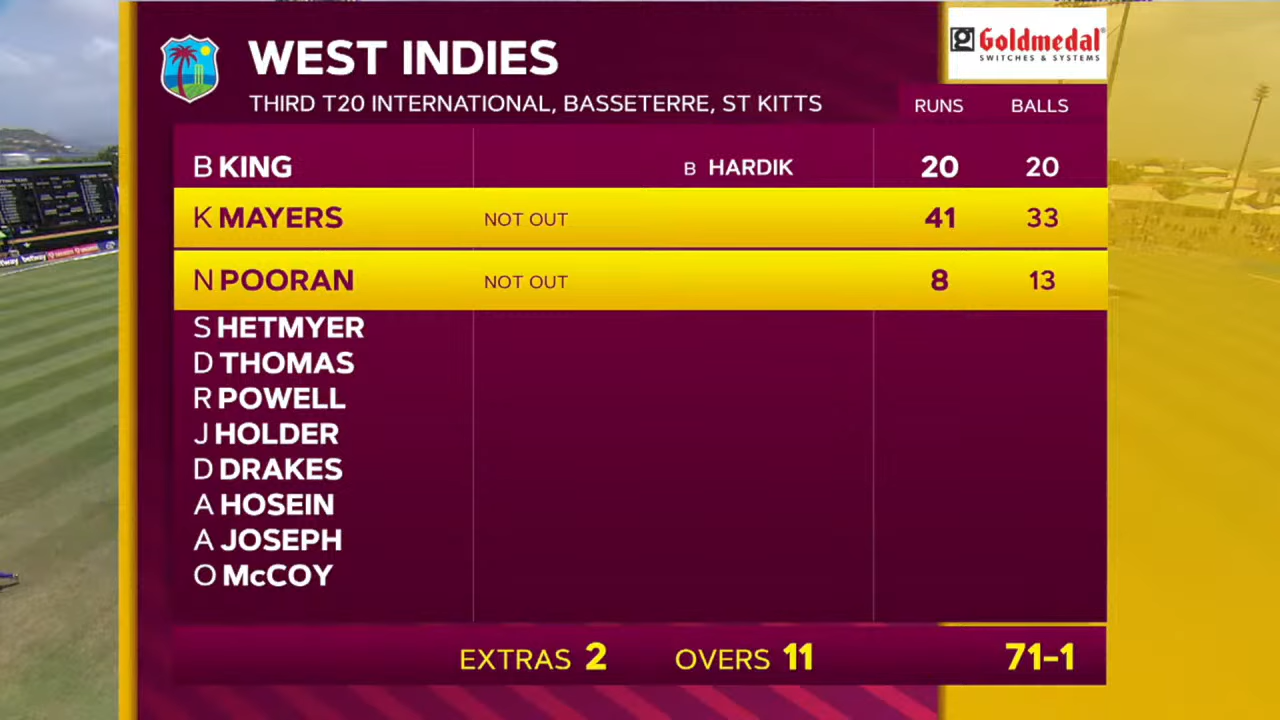 WEST INDIES
THIRD T20 INTERNATIONAL, BASSETERRE, ST KITTS
Goldmedal
SWITCHES & SYSTEMS
RUNS BALLS
B KING B HARDIK 20 20
K MAYERS NOT OUT 41 33
N POORAN NOT OUT 8 13
S HETMYER
D THOMAS
R POWELL
J HOLDER
D DRAKES
A HOSEIN
A JOSEPH
O McCOY
EXTRAS 2 OVERS 11 71-1